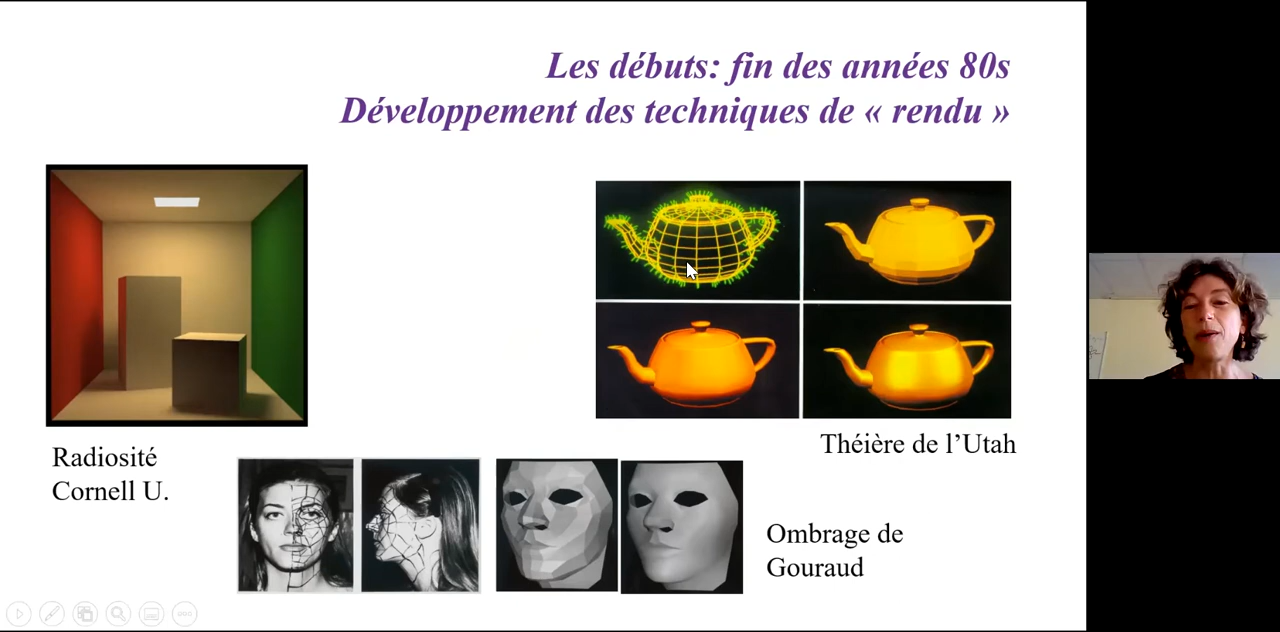 Les débuts: fin des années 80s
Développement des techniques de « rendu »
Radiosité
Cornell U.
Théière de l’Utah
Ombrage de
Gouraud